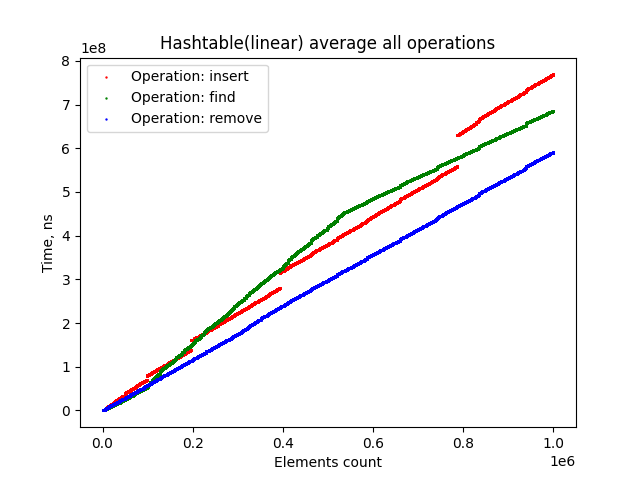 Hashtable(linear) average all operations
1e8
Operation: insert
Operation: find
Operation: remove
8
7
6
5
4
3
2
1
0
Time, ns
0.0 0.2 0.4 0.6 0.8 1.0
Elements count
1e6